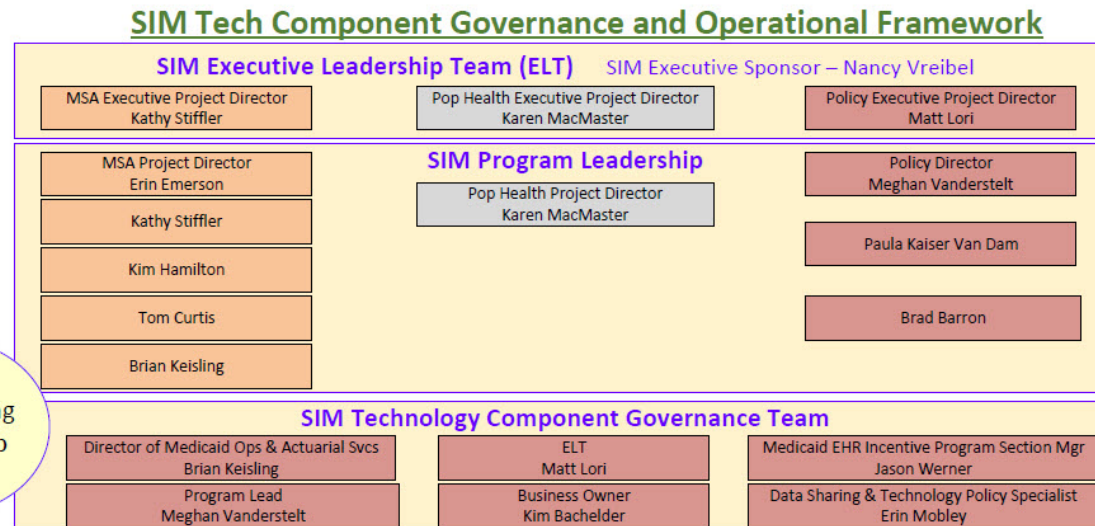 SIM Tech Component Governance and Operational Framework
SIM Executive Leadership Team (ELT) SIM Executive Sponsor – Nancy Vreibel
MSA Executive Project Director
Kathy Stiffler
Pop Health Executive Project Director
Karen MacMaster
Policy Executive Project Director
Matt Lori
SIM Program Leadership
MSA Project Director
Erin Emerson
Kathy Stiffler
Kim Hamilton
Tom Curtis
Brian Keisling
Pop Health Project Director
Karen MacMaster
Policy Director
Meghan Vanderstelt
Paula Kaiser Van Dam
Brad Barron
SIM Technology Component Governance Team
Director of Medicaid Ops & Actuarial Svcs
Brian Keisling
ELT
Matt Lori
Medicaid EHR Incentive Program Section Mgr
Jason Werner
Program Lead
Meghan Vanderstelt
Business Owner
Kim Bachelder
Data Sharing & Technology Policy Specialist
Erin Mobley